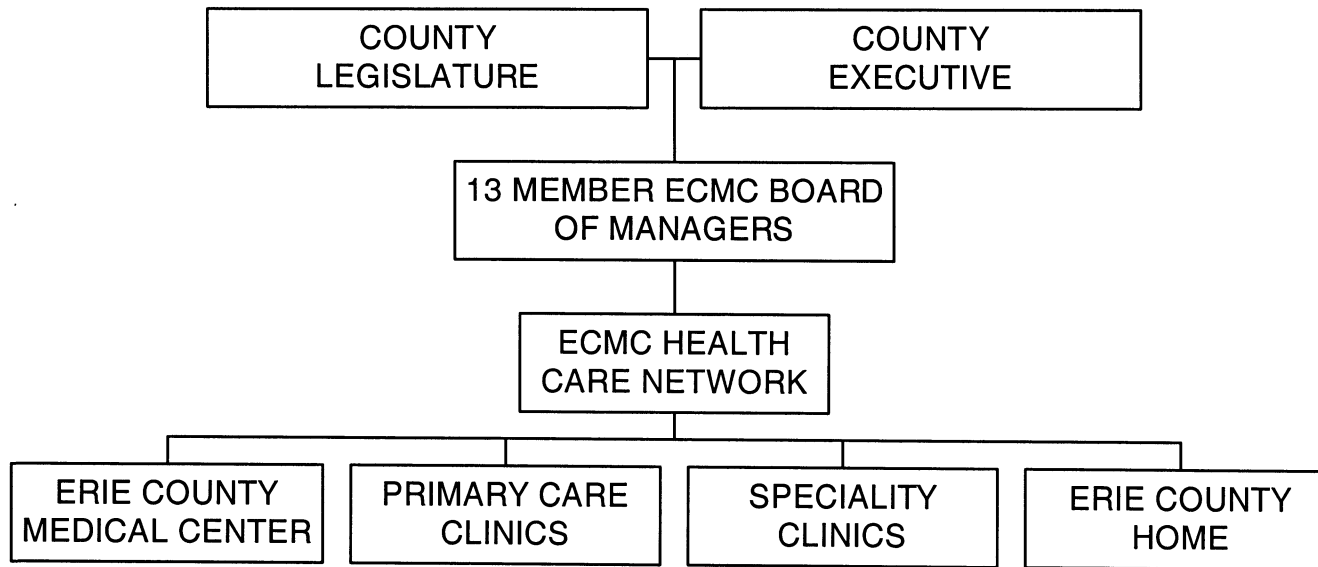 COUNTY
LEGISLATURE
COUNTY
EXECUTIVE
13 MEMBER ECMC BOARD
OF MANAGERS
ECMC HEALTH
CARE NETWORK
ERIE COUNTY
MEDICAL CENTER
PRIMARY CARE
CLINICS
SPECIALITY
CLINICS
ERIE COUNTY
HOME